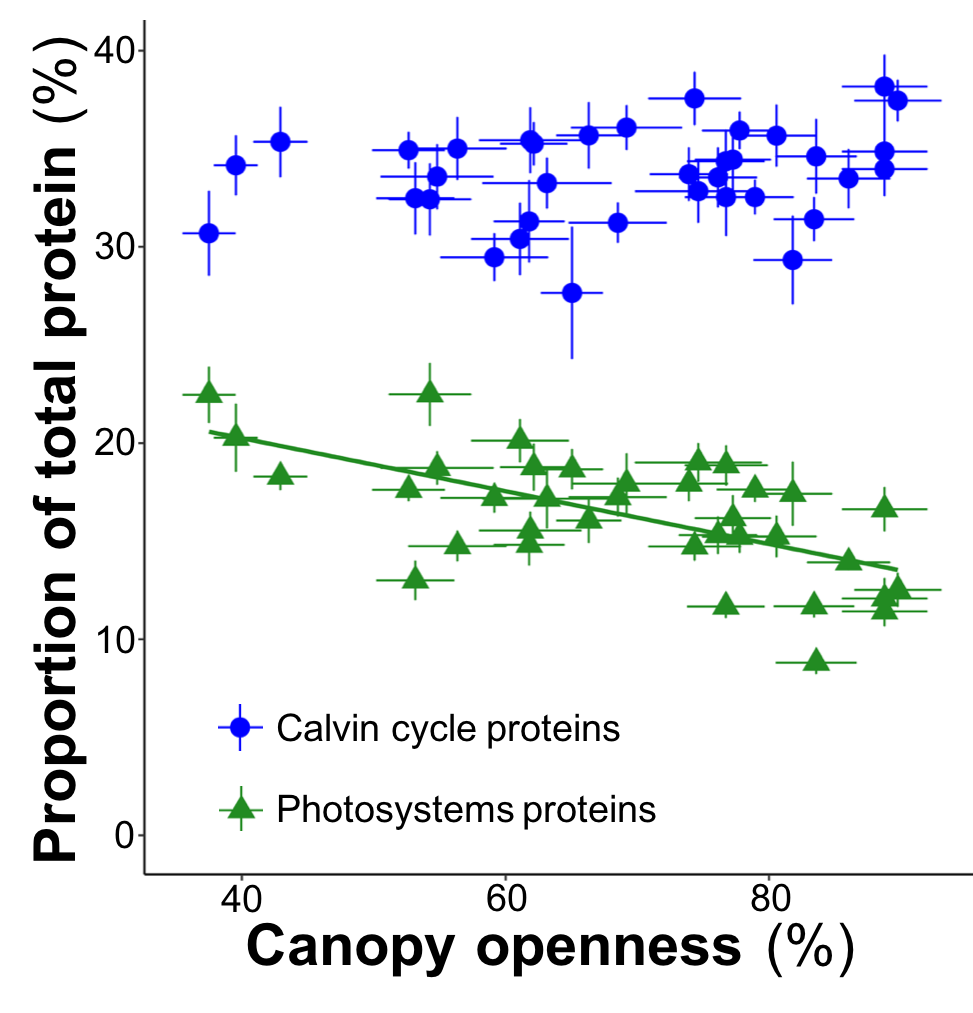 Proportion of total protein (%)
40
30
20
10
0
Calvin cycle proteins
Photosystems proteins
40 60 80
Canopy openness (%)